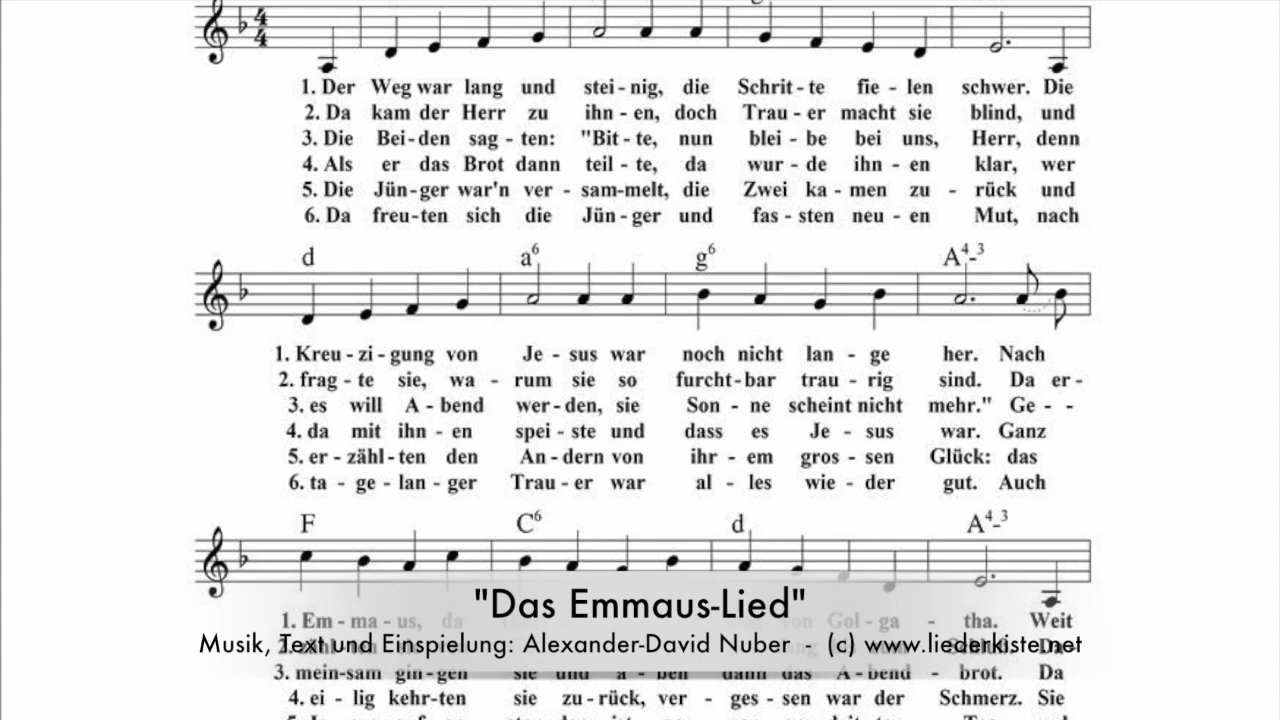 4
4
1. Der Weg war lang und stei - nig, die Schrit - te fie - len schwer. Die
2. Da kam der Herr zu ihn - en, doch Trau - er macht sie blind, und
3. Die Bei - den sag - ten: "Bit - te, nun blei - be bei uns, Herr, denn
4. Als er das Brot dann teil - te, da wur - de ihn - en klar, wer
5. Die Jün - ger war'n ver - sam - melt, die Zwei ka - men zu - rück und
6. Da freu - ten sich die Jün - ger und fas - sten neu - en Mut, nach
d a6 g6 A4-3
1. Kreu - zi - gung von Je - sus war noch nicht lan - ge her. Nach
2. frag - te sie, wa - rum sie so furcht - bar trau - rig sind. Da er -
3. es will A - bend wer - den, sie Son - ne scheint nicht mehr." Ge - -
4. da mit ihn - en spei - ste und dass es Je - sus war. Ganz
5. er - zähl - ten den An - dern von ihr - em gros - sen Glück: das
6. ta - ge - lan - ger Trau - er war al - les wie - der gut. Auch
F C6 d A4-3
"Das Emmaus-Lied"
1. Em - ma - us, da von Gol - ga - tha. Weit
Musik, Text und Einspielung: Alexander-David Nuber - (c) www.liederkiste.net
3. mein - sam gin - gen sie und a - ßen dann das A - bend - brot. Da
4. ei - lig kehr - ten sie zu - rück, ver - ges - sen war der Schmerz. Sie